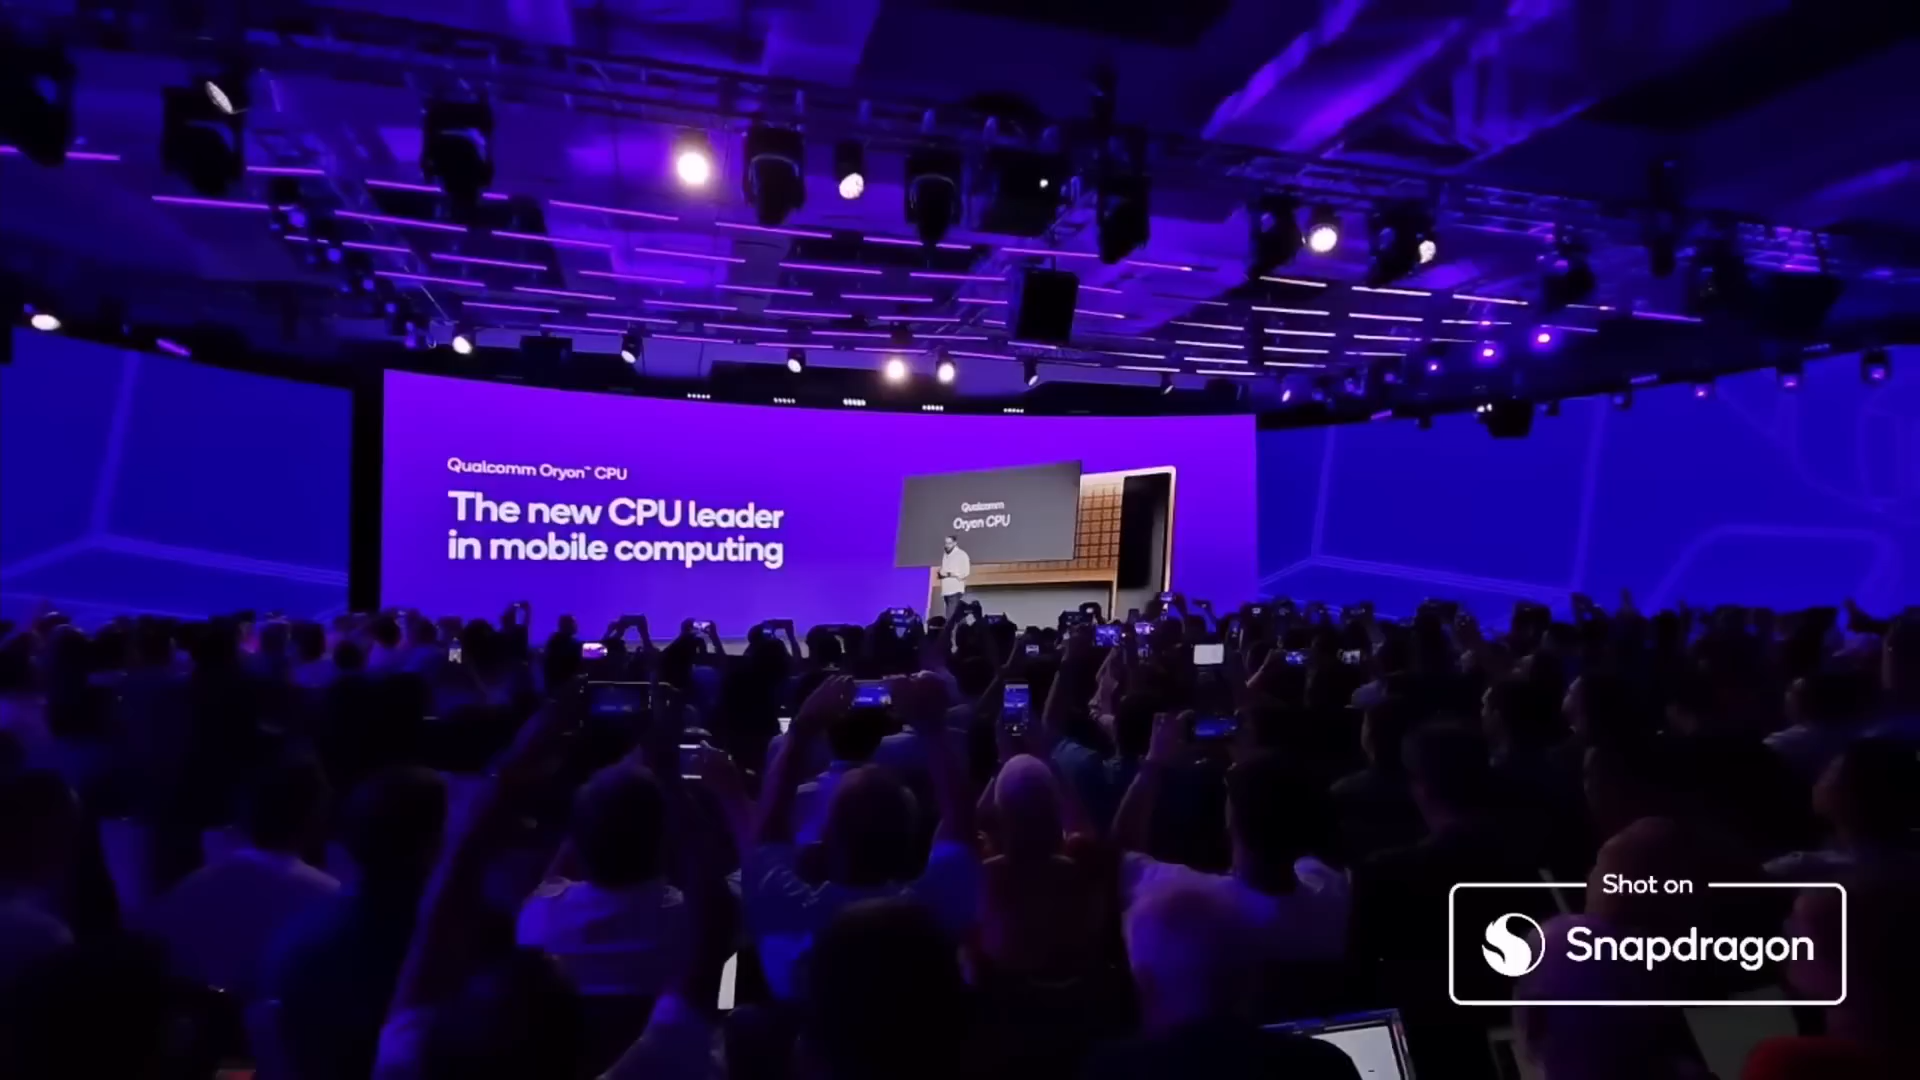 Qualcomm Oryon™ CPU
The new CPU leader
in mobile computing
Qualcomm
Oryon CPU
Shot on
Snapdragon